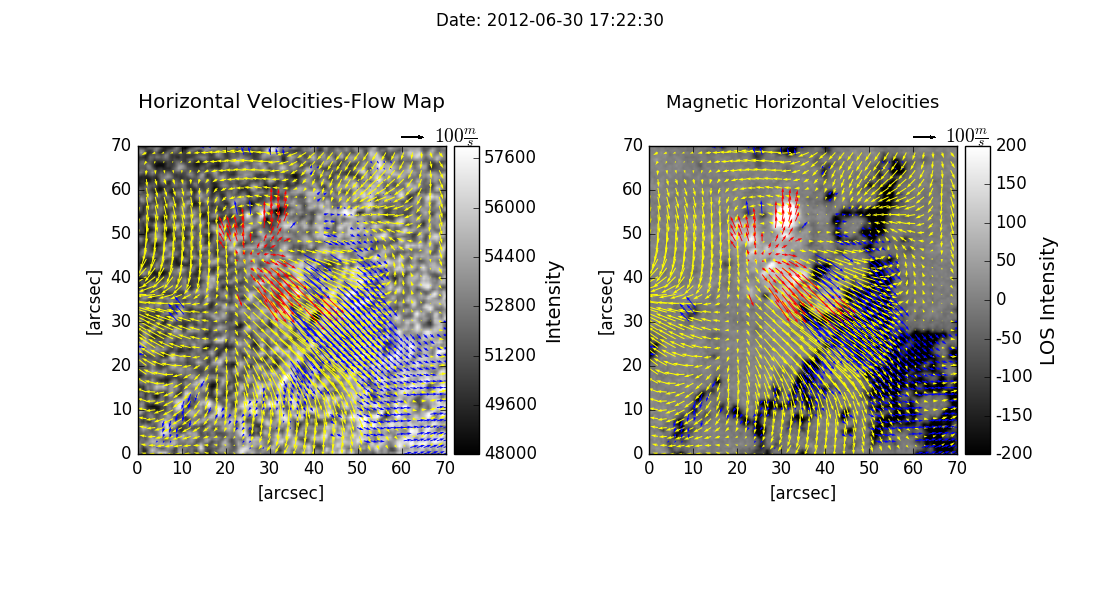 Date: 2012-06-30 17:22:30
Horizontal Velocities-Flow Map
100 m/s
70
60
50
40
30
20
10
0
0 10 20 30 40 50 60 70
[arcsec]
[arcsec]
57600
56000
54400
52800
51200
49600
48000
Intensity
Magnetic Horizontal Velocities
100 m/s
70
60
50
40
30
20
10
0
0 10 20 30 40 50 60 70
[arcsec]
[arcsec]
200
150
100
50
0
-50
-100
-150
-200
LOS Intensity